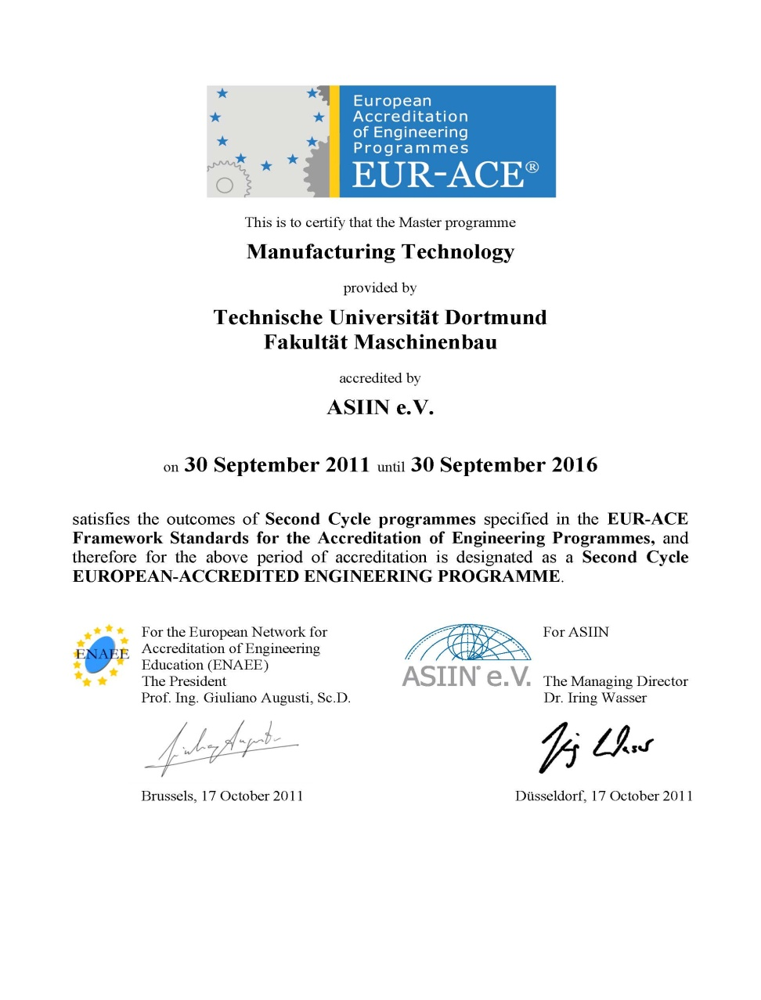 European
Accreditation
of Engineering
Programmes
EUR-ACE®
This is to certify that the Master programme
Manufacturing Technology
provided by
Technische Universität Dortmund
Fakultät Maschinenbau
accredited by
ASIIN e.V.
on 30 September 2011 until 30 September 2016
satisfies the outcomes of Second Cycle programmes specified in the EUR-ACE
Framework Standards for the Accreditation of Engineering Programmes, and
therefore for the above period of accreditation is designated as a Second Cycle
EUROPEAN-ACCREDITED ENGINEERING PROGRAMME.
ENAEE
For the European Network for
Accreditation of Engineering
Education (ENAEE)
The President
Prof. Ing. Giuliano Augusti, Sc.D.
Giuliano Augusti
Brussels, 17 October 2011
ASIIN e.V.
For ASIIN
The Managing Director
Dr. Iring Wasser
Iring Wasser
Düsseldorf, 17 October 2011